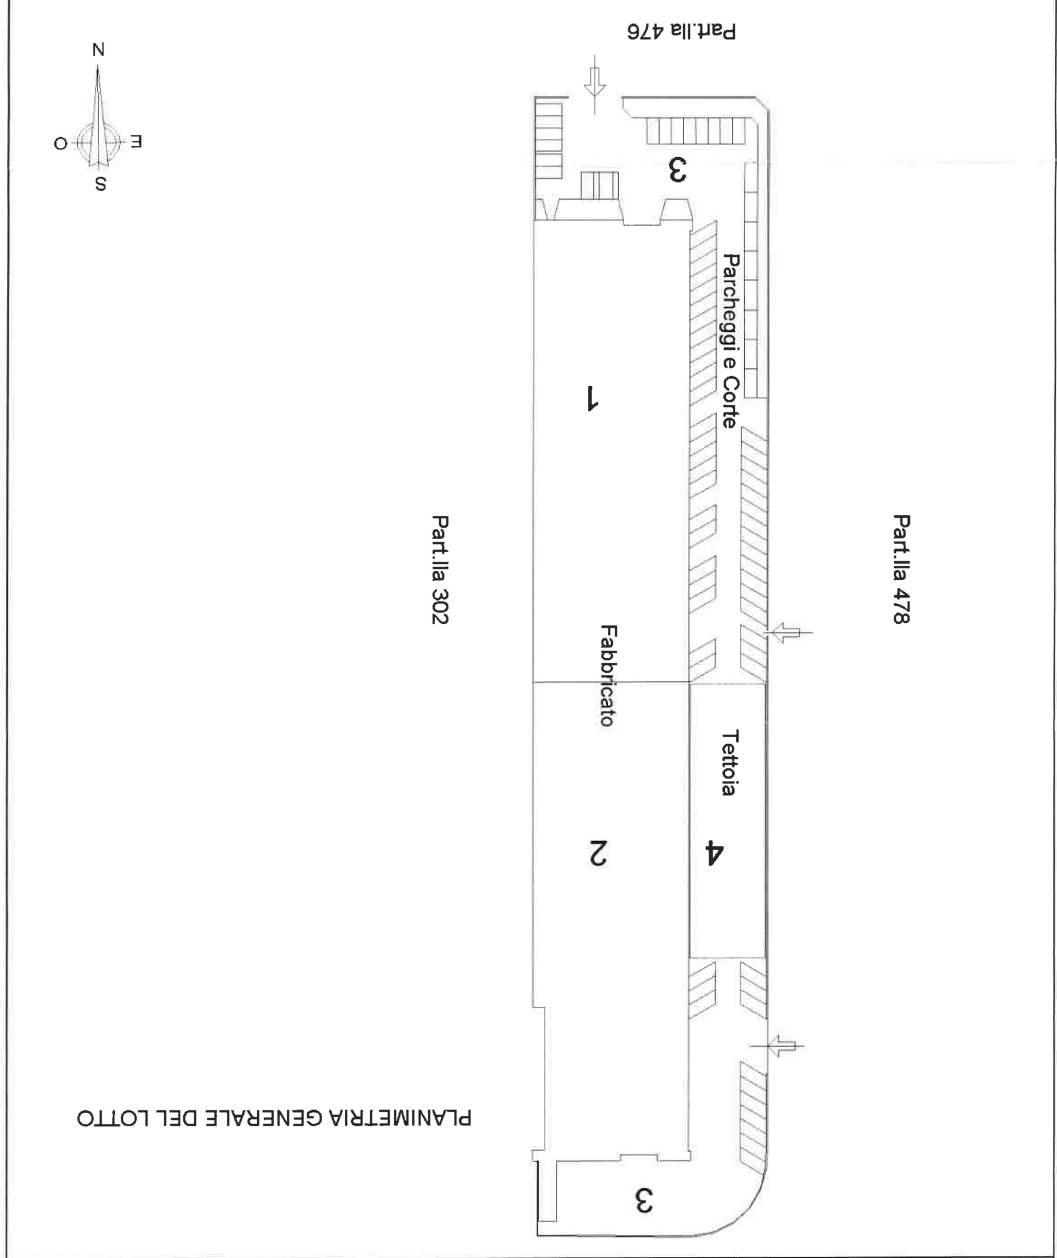 Part.lla 476
N
O
E
S
3
Parcheggi e Corte
1
Part.lla 302
Part.lla 478
Fabbricato
Tettoia
2
4
PLANIMETRIA GENERALE DEL LOTTO
3